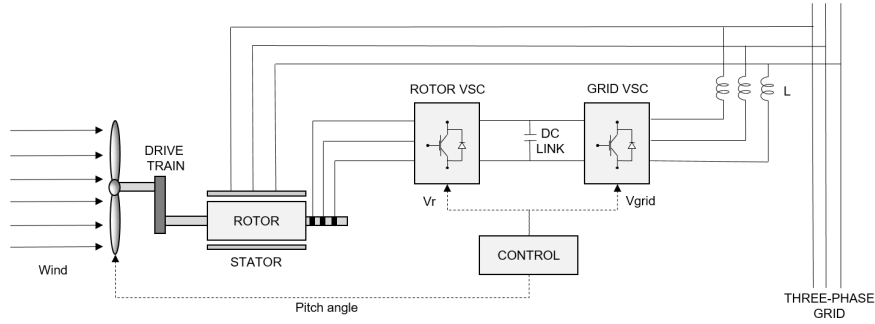 ROTOR VSC
GRID VSC
L
DC
LINK
DRIVE
TRAIN
Vr
Vgrid
ROTOR
STATOR
CONTROL
Wind
Pitch angle
THREE-PHASE
GRID